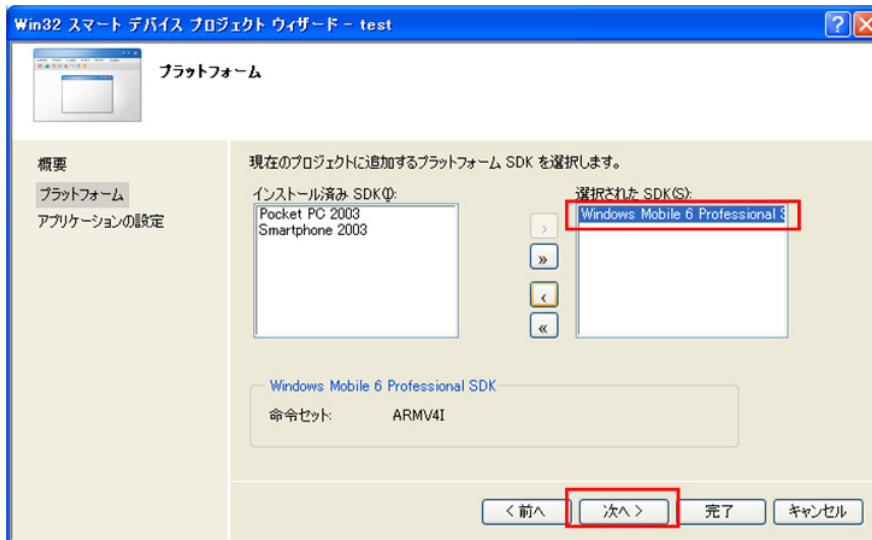 Win32 スマート デバイス プロジェクト ウィザード - test
プラットフォーム
概要
プラットフォーム
アプリケーションの設定
現在のプロジェクトに追加するプラットフォーム SDK を選択します。
インストール済み SDK(I):
Pocket PC 2003
Smartphone 2003
選択された SDK(S):
Windows Mobile 6 Professional S
Windows Mobile 6 Professional SDK
命令セット: ARMV4I
< 前へ
次へ >
完了
キャンセル